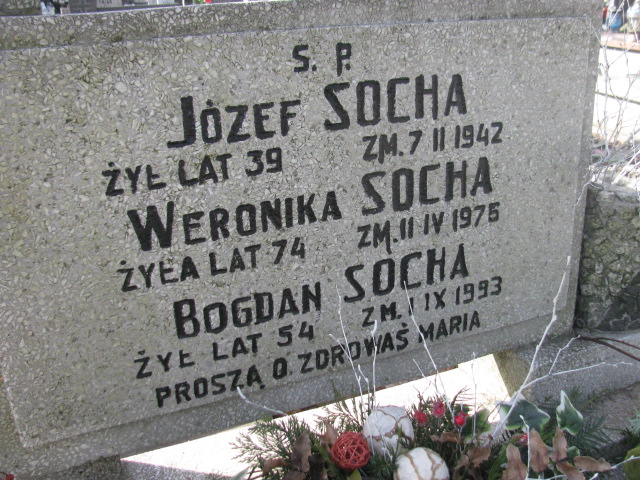 S. P.
JÓZEF SOCHA
ŻYŁ LAT 39 ZM. 7 II 1942
WERONIKA SOCHA
ŻYŁA LAT 74 ZM. 11 IV 1975
BOGDAN SOCHA
ŻYŁ LAT 54 ZM. IX 1993
PROSZĄ O ZDROWAŚ MARIA